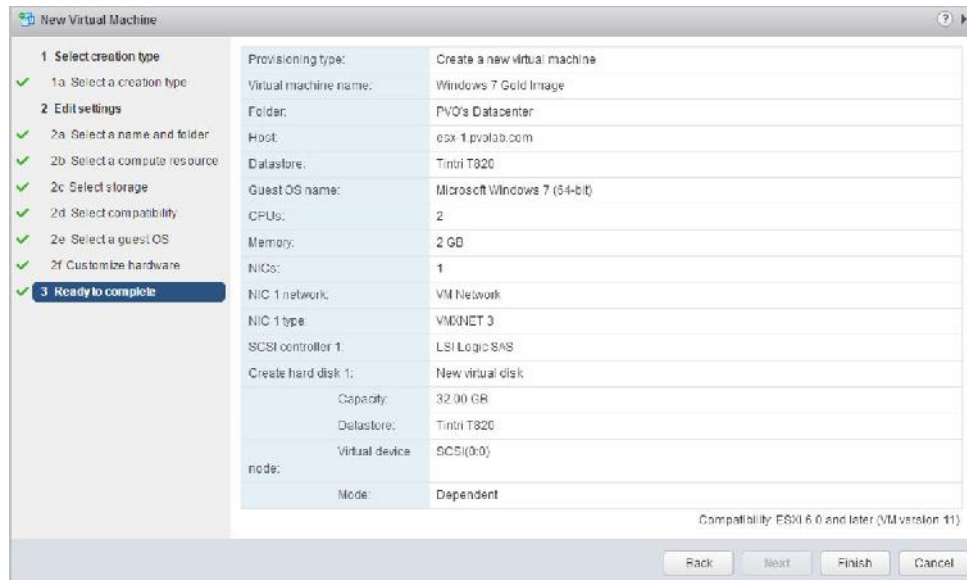 New Virtual Machine
1 Select creation type
1a Select a creation type
2 Edit settings
2a Select a name and folder
2b Select a compute resource
2c Select storage
2d Select compatibility
2e Select a guest OS
2f Customize hardware
3 Ready to complete
Provisioning type: Create a new virtual machine
Virtual machine name: Windows 7 Gold Image
Folder: PVO's Datacenter
Host: esx-1.pvolab.com
Datastore: Tintri T820
Guest OS name: Microsoft Windows 7 (64-bit)
CPUs: 2
Memory: 2 GB
NICs: 1
NIC 1 network: VM Network
NIC 1 type: VMXNET 3
SCSI controller 1: LSI Logic SAS
Create hard disk 1: New virtual disk
Capacity: 32.00 GB
Datastore: Tintri T820
Virtual device SCSI(0:0)
node:
Mode: Dependent
Compatibility: ESXi 6.0 and later (VM version 11)
Back Next Finish Cancel